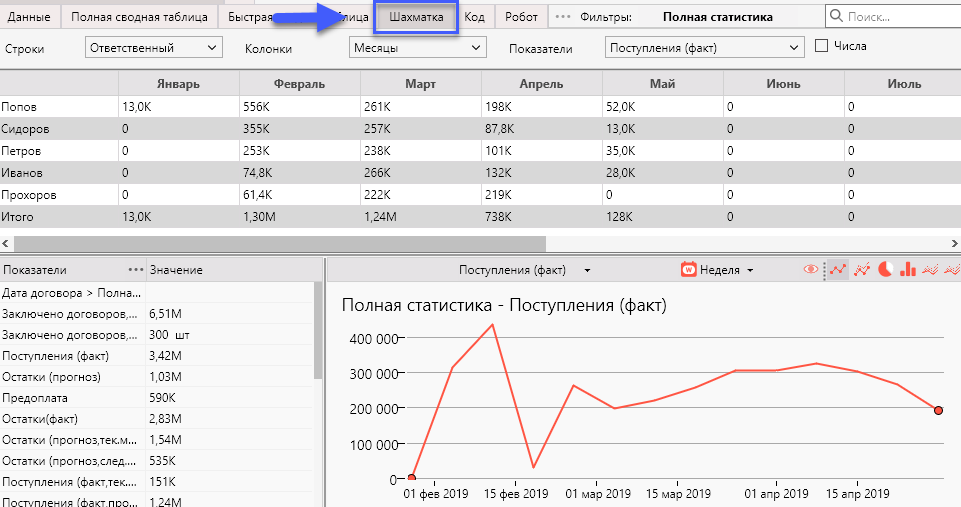 Данные Полная сводная таблица Быстрая таблица Шахматка Код Робот ••• Фильтры: Полная статистика Поиск...
Строки Ответственный Колонки Месяцы Показатели Поступления (факт) Числа
Январь Февраль Март Апрель Май Июнь Июль
Попов 13,0K 556K 261K 198K 52,0K 0 0
Сидоров 0 355K 257K 87,8K 13,0K 0 0
Петров 0 253K 238K 101K 35,0K 0 0
Иванов 0 74,8K 266K 132K 28,0K 0 0
Прохоров 0 61,4K 222K 219K 0 0 0
Итого 13,0K 1,30M 1,24M 738K 128K 0 0
Показатели ••• Значение
Поступления (факт) Неделя
Дата договора > Полна...
Заключено договоров,... 6,51M
Заключено договоров,... 300 шт
Поступления (факт) 3,42M
Остатки (прогноз) 1,03M
Предоплата 590K
Остатки(факт) 2,83M
Остатки (прогноз,тек.м... 1,54M
Остатки (прогноз,след.... 535K
Поступления (факт,тек.... 151K
Поступления (факт,про... 1,24M
Полная статистика - Поступления (факт)
400 000
300 000
200 000
100 000
0
01 фев 2019 15 фев 2019 01 мар 2019 15 мар 2019 01 апр 2019 15 апр 2019